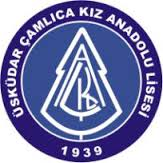 ÜSKÜDAR ÇAMLICA KIZ ANADOLU LİSESİ
1939